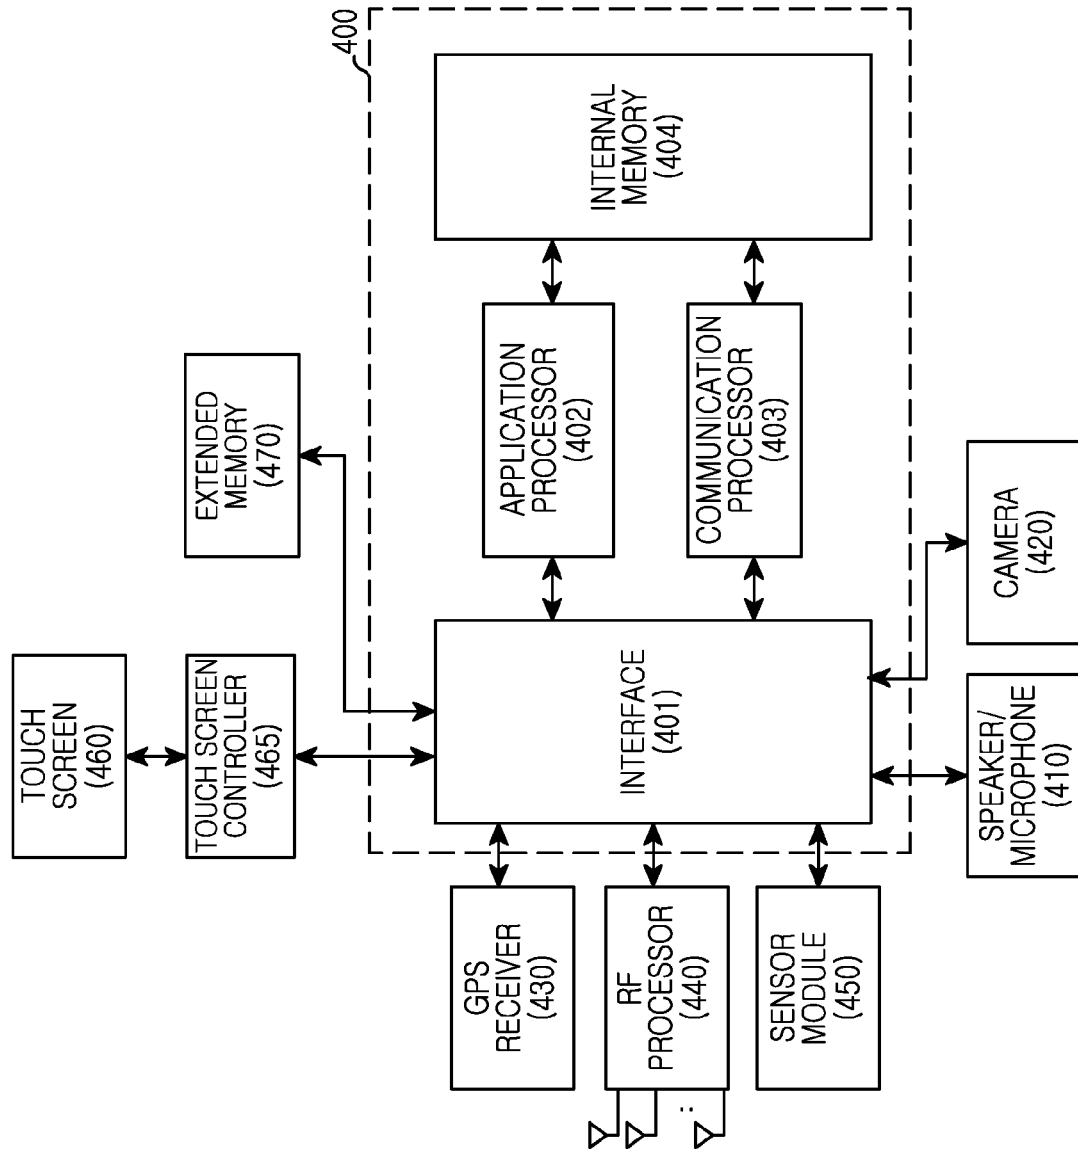 400
INTERNAL
MEMORY
(404)
EXTENDED
MEMORY
(470)
APPLICATION
PROCESSOR
(402)
COMMUNICATION
PROCESSOR
(403)
CAMERA
(420)
TOUCH
SCREEN
(460)
TOUCH SCREEN
CONTROLLER
(465)
INTERFACE
(401)
SPEAKER/
MICROPHONE
(410)
GPS
RECEIVER
(430)
RF
PROCESSOR
(440)
SENSOR
MODULE
(450)